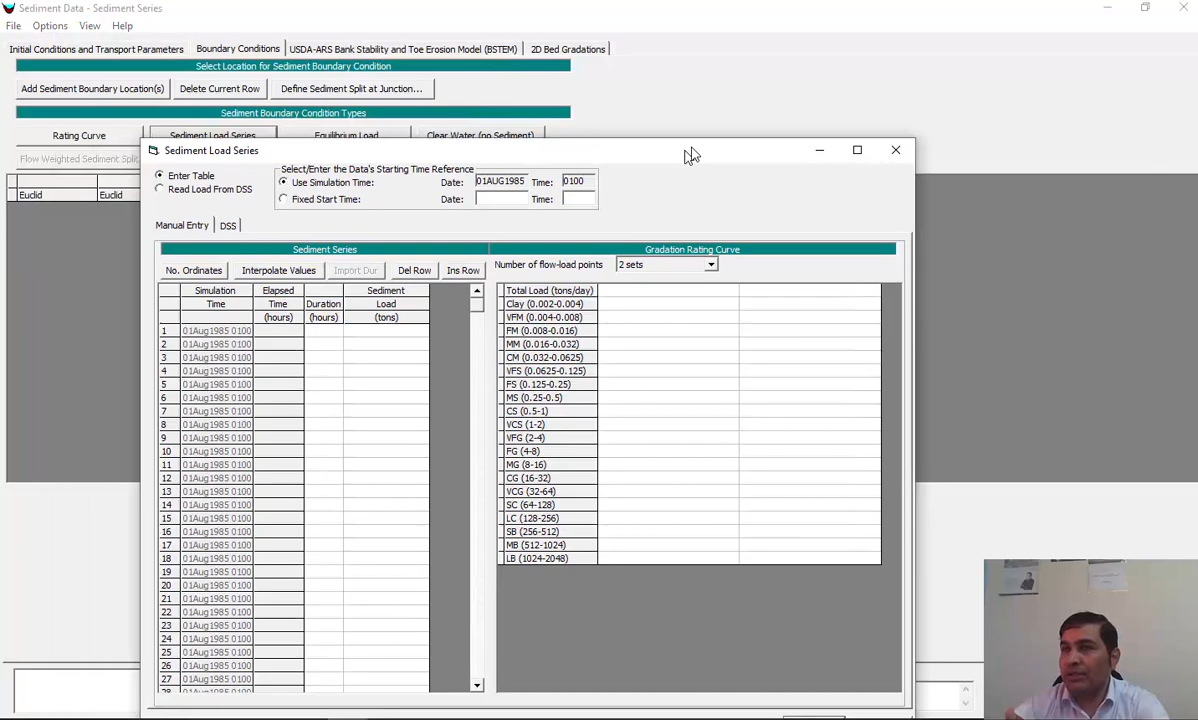 Sediment Data - Sediment Series
File Options View Help
Initial Conditions and Transport Parameters Boundary Conditions USDA-ARS Bank Stability and Toe Erosion Model (BSTEM) 2D Bed Gradations
Select Location for Sediment Boundary Condition
Add Sediment Boundary Location(s) Delete Current Row Define Sediment Split at Junction...
Sediment Boundary Condition Types
Rating Curve Sediment Load Series Equilibrium Load Clear Water (no Sediment)
Flow Weighted Sediment Split
Euclid Euclid
Sediment Load Series
Enter Table
Read Load From DSS
Select/Enter the Data's Starting Time Reference
Use Simulation Time: Date: 01AUG1985 Time: 0100
Fixed Start Time: Date: Time:
Manual Entry DSS
Sediment Series Gradation Rating Curve
No. Ordinates Interpolate Values Import Dur Del Row Ins Row Number of flow-load points 2 sets
Simulation Elapsed Sediment Total Load (tons/day)
Time Time Duration Load Clay (0.002-0.004)
(hours) (hours) (tons) VFM (0.004-0.008)
1 01Aug1985 0100 FM (0.008-0.016)
2 01Aug1985 0100 MM (0.016-0.032)
3 01Aug1985 0100 CM (0.032-0.0625)
4 01Aug1985 0100 VFS (0.0625-0.125)
5 01Aug1985 0100 FS (0.125-0.25)
6 01Aug1985 0100 MS (0.25-0.5)
7 01Aug1985 0100 CS (0.5-1)
8 01Aug1985 0100 VCS (1-2)
9 01Aug1985 0100 VFG (2-4)
10 01Aug1985 0100 FG (4-8)
11 01Aug1985 0100 MG (8-16)
12 01Aug1985 0100 CG (16-32)
13 01Aug1985 0100 VCG (32-64)
14 01Aug1985 0100 SC (64-128)
15 01Aug1985 0100 LC (128-256)
16 01Aug1985 0100 SB (256-512)
17 01Aug1985 0100 MB (512-1024)
18 01Aug1985 0100 LB (1024-2048)
19 01Aug1985 0100
20 01Aug1985 0100
21 01Aug1985 0100
22 01Aug1985 0100
23 01Aug1985 0100
24 01Aug1985 0100
25 01Aug1985 0100
26 01Aug1985 0100
27 01Aug1985 0100
28 01Aug1985 0100